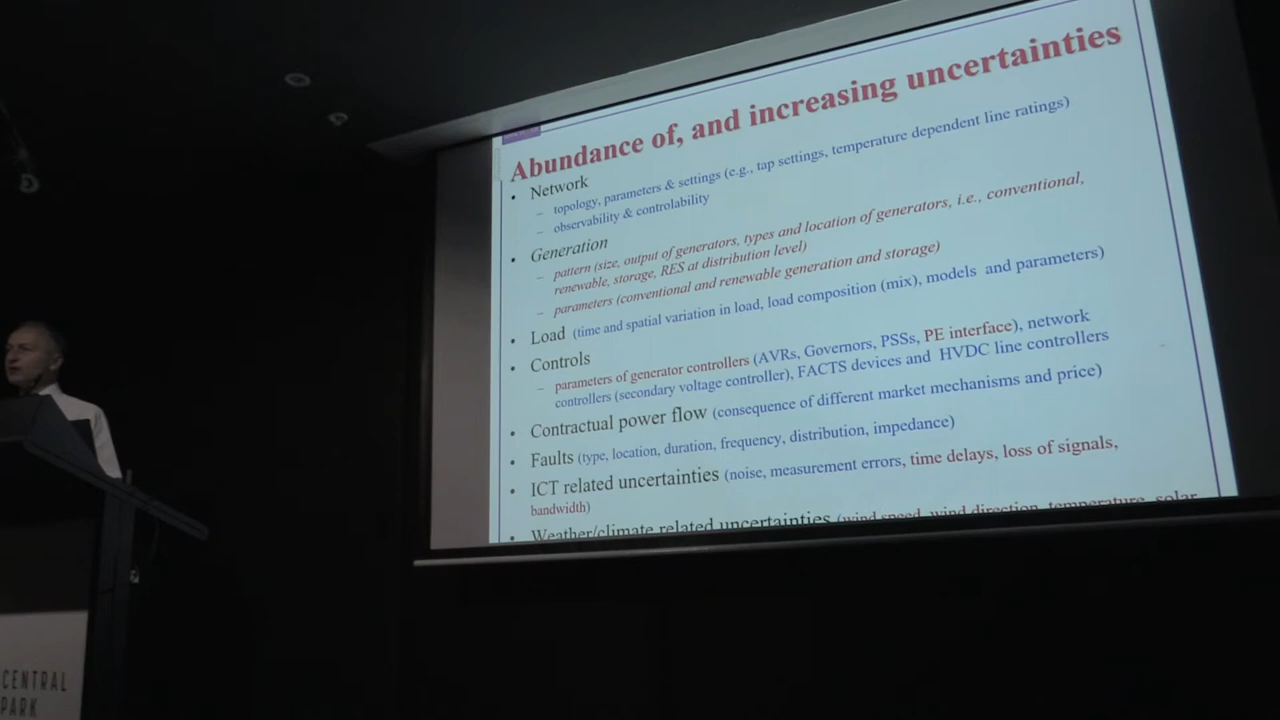 Abundance of, and increasing uncertainties
• Network
– topology, parameters & settings (e.g., tap settings, temperature dependent line ratings)
– observability & controlability
• Generation
– pattern (size, output of generators, types and location of generators, i.e., conventional,
renewable, storage, RES at distribution level)
– parameters (conventional and renewable generation and storage)
• Load (time and spatial variation in load, load composition (mix), models and parameters)
• Controls
– parameters of generator controllers (AVRs, Governors, PSSs, PE interface), network
controllers (secondary voltage controller), FACTS devices and HVDC line controllers
• Contractual power flow (consequence of different market mechanisms and price)
• Faults (type, location, duration, frequency, distribution, impedance)
• ICT related uncertainties (noise, measurement errors, time delays, loss of signals,
bandwidth)
• Weather/climate related uncertainties (wind speed, wind direction, temperature, solar
CENTRAL
PARK